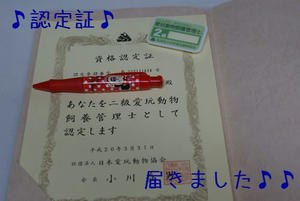 ♪認定証♪
資格認定証
殿
あなたを二級愛玩動物
飼養管理士として
認定します
平成20年3月31日
社団法人 日本愛玩動物協会
会長 小川
2級
届きました♪♪